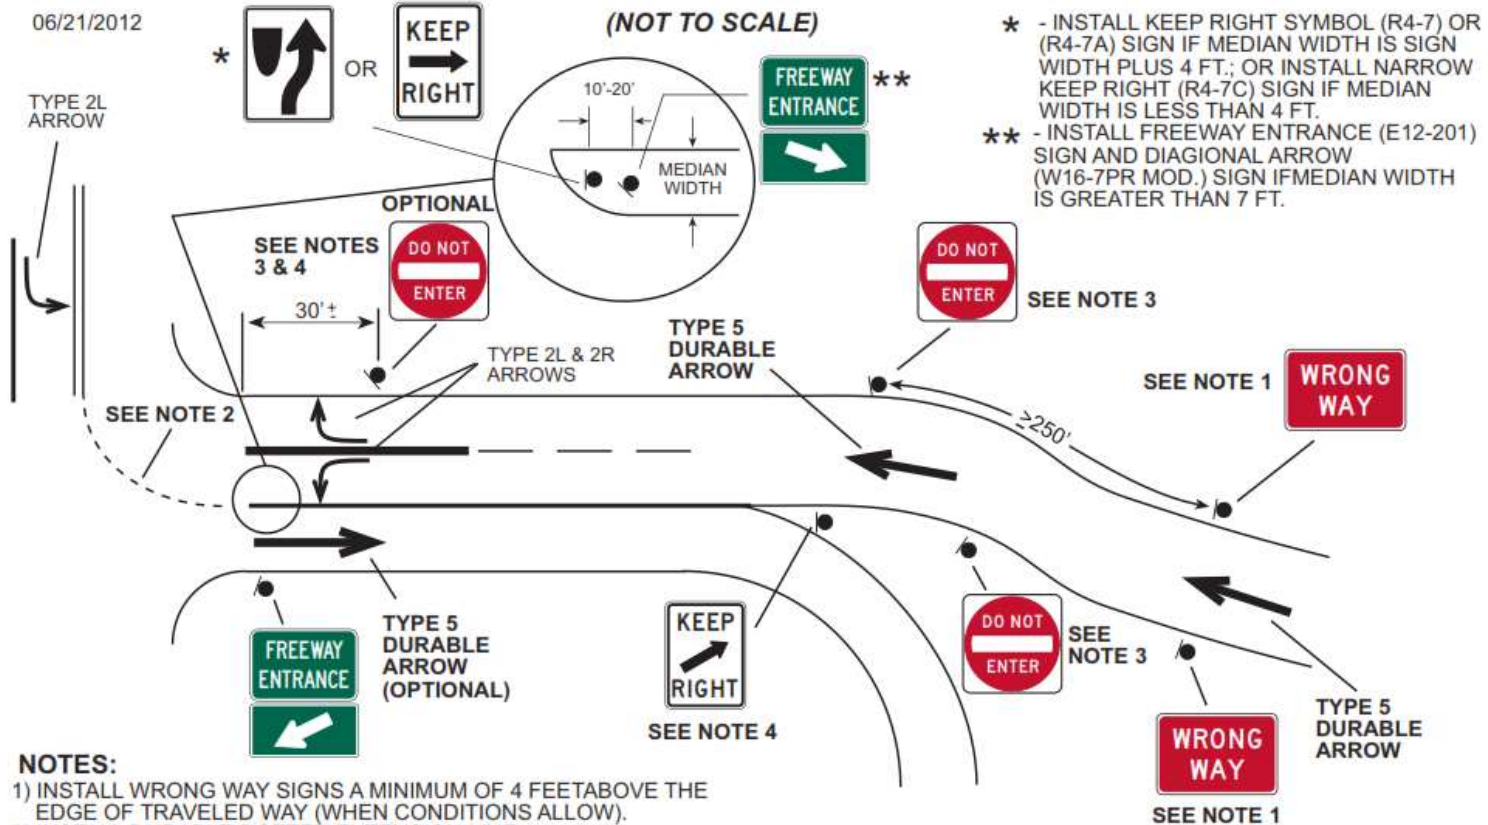 06/21/2012
(NOT TO SCALE)
* - INSTALL KEEP RIGHT SYMBOL (R4-7) OR
(R4-7A) SIGN IF MEDIAN WIDTH IS SIGN
WIDTH PLUS 4 FT.; OR INSTALL NARROW
KEEP RIGHT (R4-7C) SIGN IF MEDIAN
WIDTH IS LESS THAN 4 FT.
** - INSTALL FREEWAY ENTRANCE (E12-201)
SIGN AND DIAGIONAL ARROW
(W16-7PR MOD.) SIGN IFMEDIAN WIDTH
IS GREATER THAN 7 FT.
*
OR
KEEP
RIGHT
10'-20'
MEDIAN
WIDTH
FREEWAY
ENTRANCE
**
TYPE 2L
ARROW
OPTIONAL
SEE NOTES
3 & 4
DO NOT
ENTER
30' ±
TYPE 2L & 2R
ARROWS
TYPE 5
DURABLE
ARROW
DO NOT
ENTER
SEE NOTE 3
SEE NOTE 1
WRONG
WAY
≥250'
SEE NOTE 2
FREEWAY
ENTRANCE
TYPE 5
DURABLE
ARROW
(OPTIONAL)
KEEP
RIGHT
SEE NOTE 4
DO NOT
ENTER
SEE
NOTE 3
WRONG
WAY
SEE NOTE 1
TYPE 5
DURABLE
ARROW
NOTES:
1) INSTALL WRONG WAY SIGNS A MINIMUM OF 4 FEETABOVE THE
EDGE OF TRAVELED WAY (WHEN CONDITIONS ALLOW).